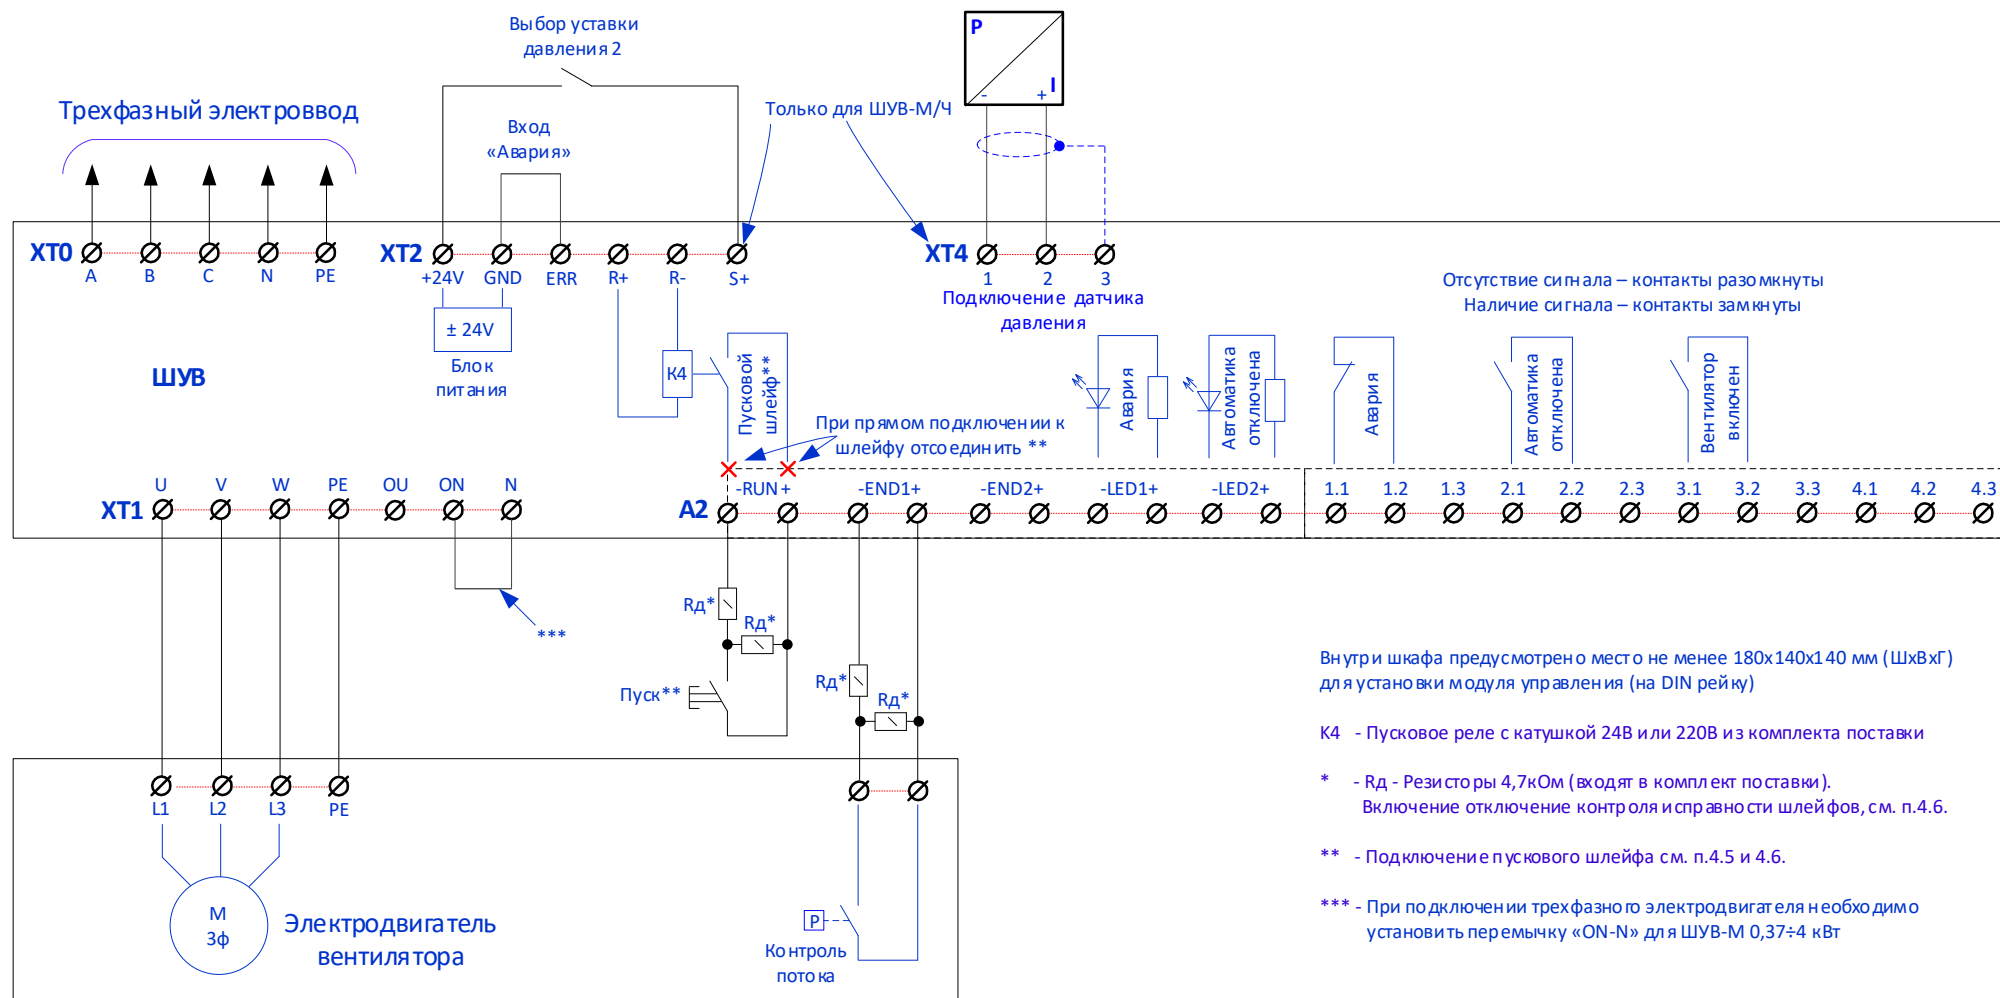 Выбор уставки
давления 2
P
I
- +
Трехфазный электроввод
Только для ШУВ-М/Ч
Вход
«Авария»
XT0
A B C N PE
XT2
+24V GND ERR R+ R- S+
XT4
1 2 3
Подключение датчика
давления
Отсутствие сигнала – контакты разомкнуты
Наличие сигнала – контакты замкнуты
± 24V
Блок
питания
ШУВ
К4
Пусковой
шлейф**
При прямом подключении к
шлейфу отсоединить **
Авария
Автоматика
отключена
Авария
Автоматика
отключена
Вентилятор
включен
XT1
U V W PE OU ON N
A2
-RUN + -END1+ -END2+ -LED1+ -LED2+ 1.1 1.2 1.3 2.1 2.2 2.3 3.1 3.2 3.3 4.1 4.2 4.3
***
Rд*
Rд*
Пуск**
Rд*
Rд*
L1 L2 L3 PE
М
3ф
Электродвигатель
вентилятора
P
Контроль
потока
Внутри шкафа предусмотрено место не менее 180х140х140 мм (ШхВхГ)
для установки модуля управления (на DIN рейку)
К4 - Пусковое реле с катушкой 24В или 220В из комплекта поставки
* - Rд - Резисторы 4,7кОм (входят в комплект поставки).
Включение отключение контроля исправности шлейфов, см. п.4.6.
** - Подключение пускового шлейфа см. п.4.5 и 4.6.
*** - При подключении трехфазного электродвигателя необходимо
установить перемычку «ON-N» для ШУВ-М 0,37÷4 кВт